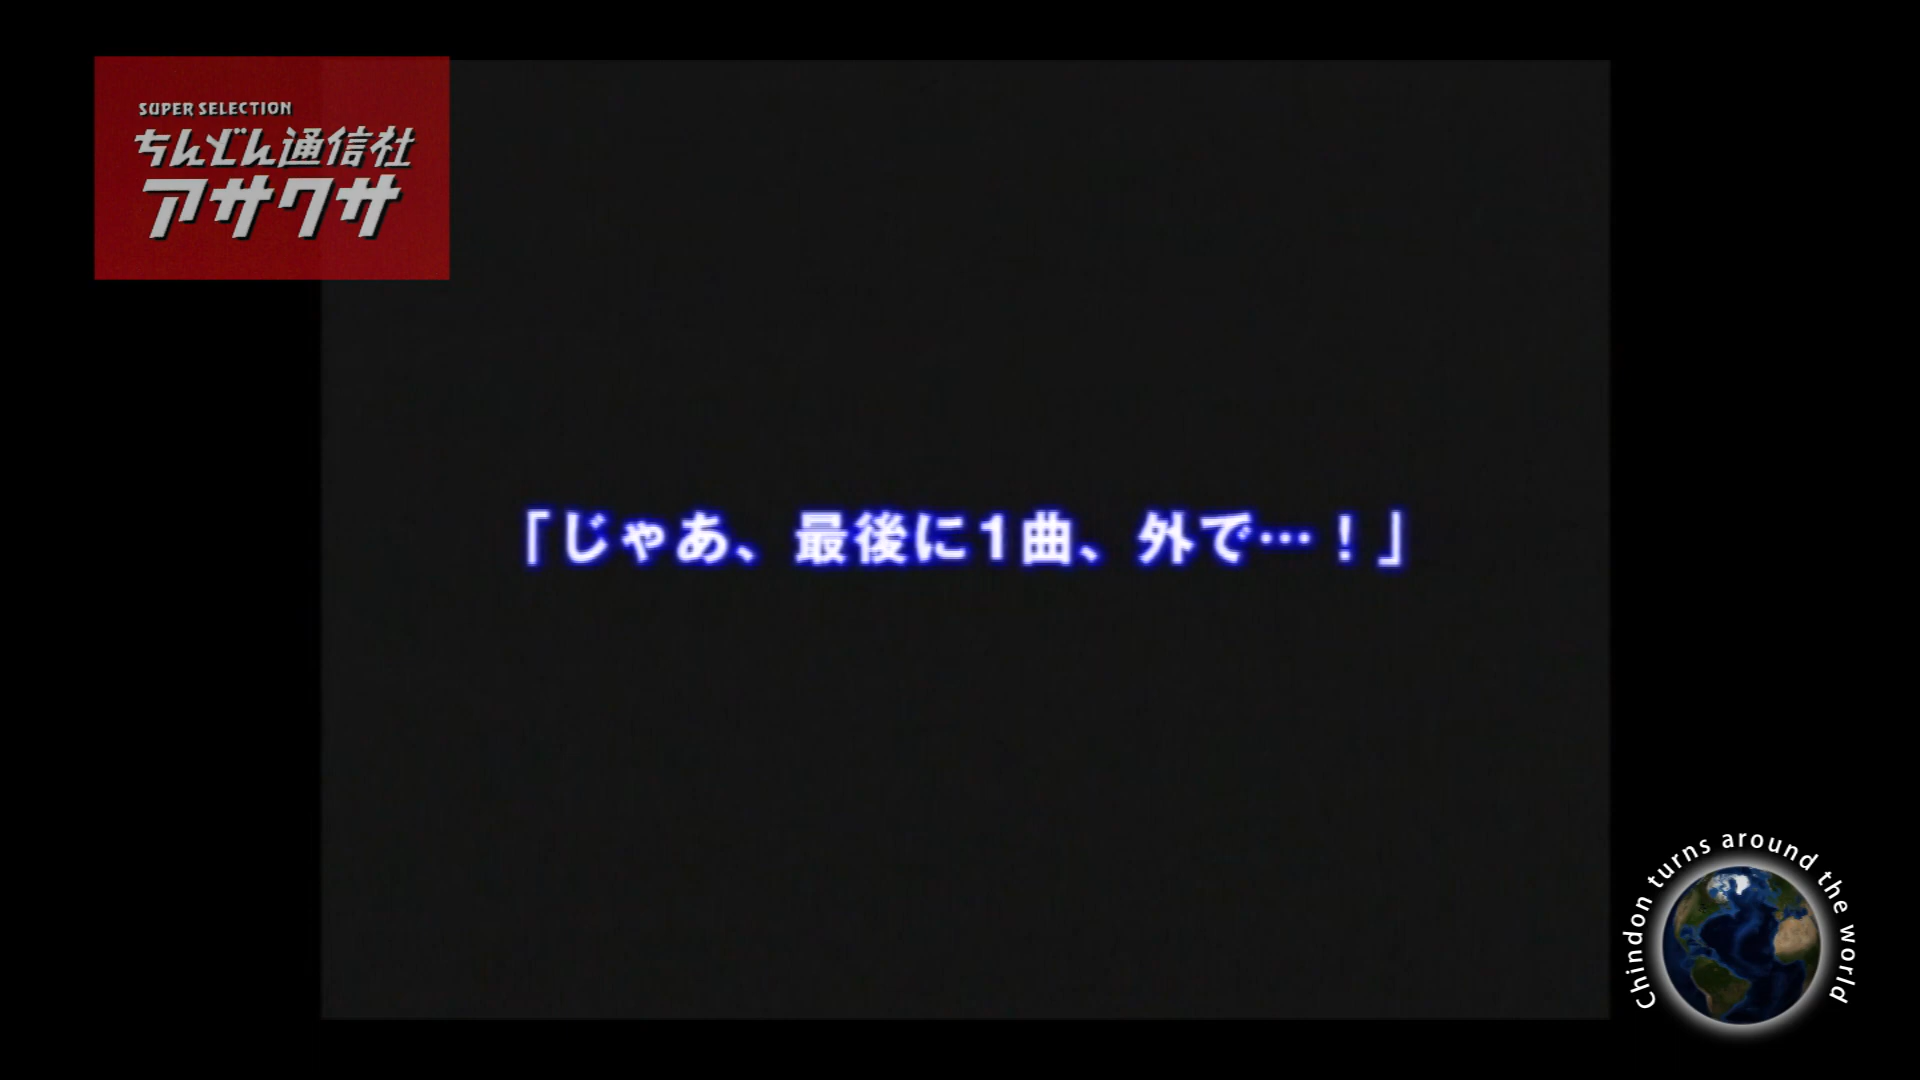 SUPER SELECTION
ちんどん通信社
アサクサ
「じゃあ、最後に1曲、外で…！」
Chindon turns around the world